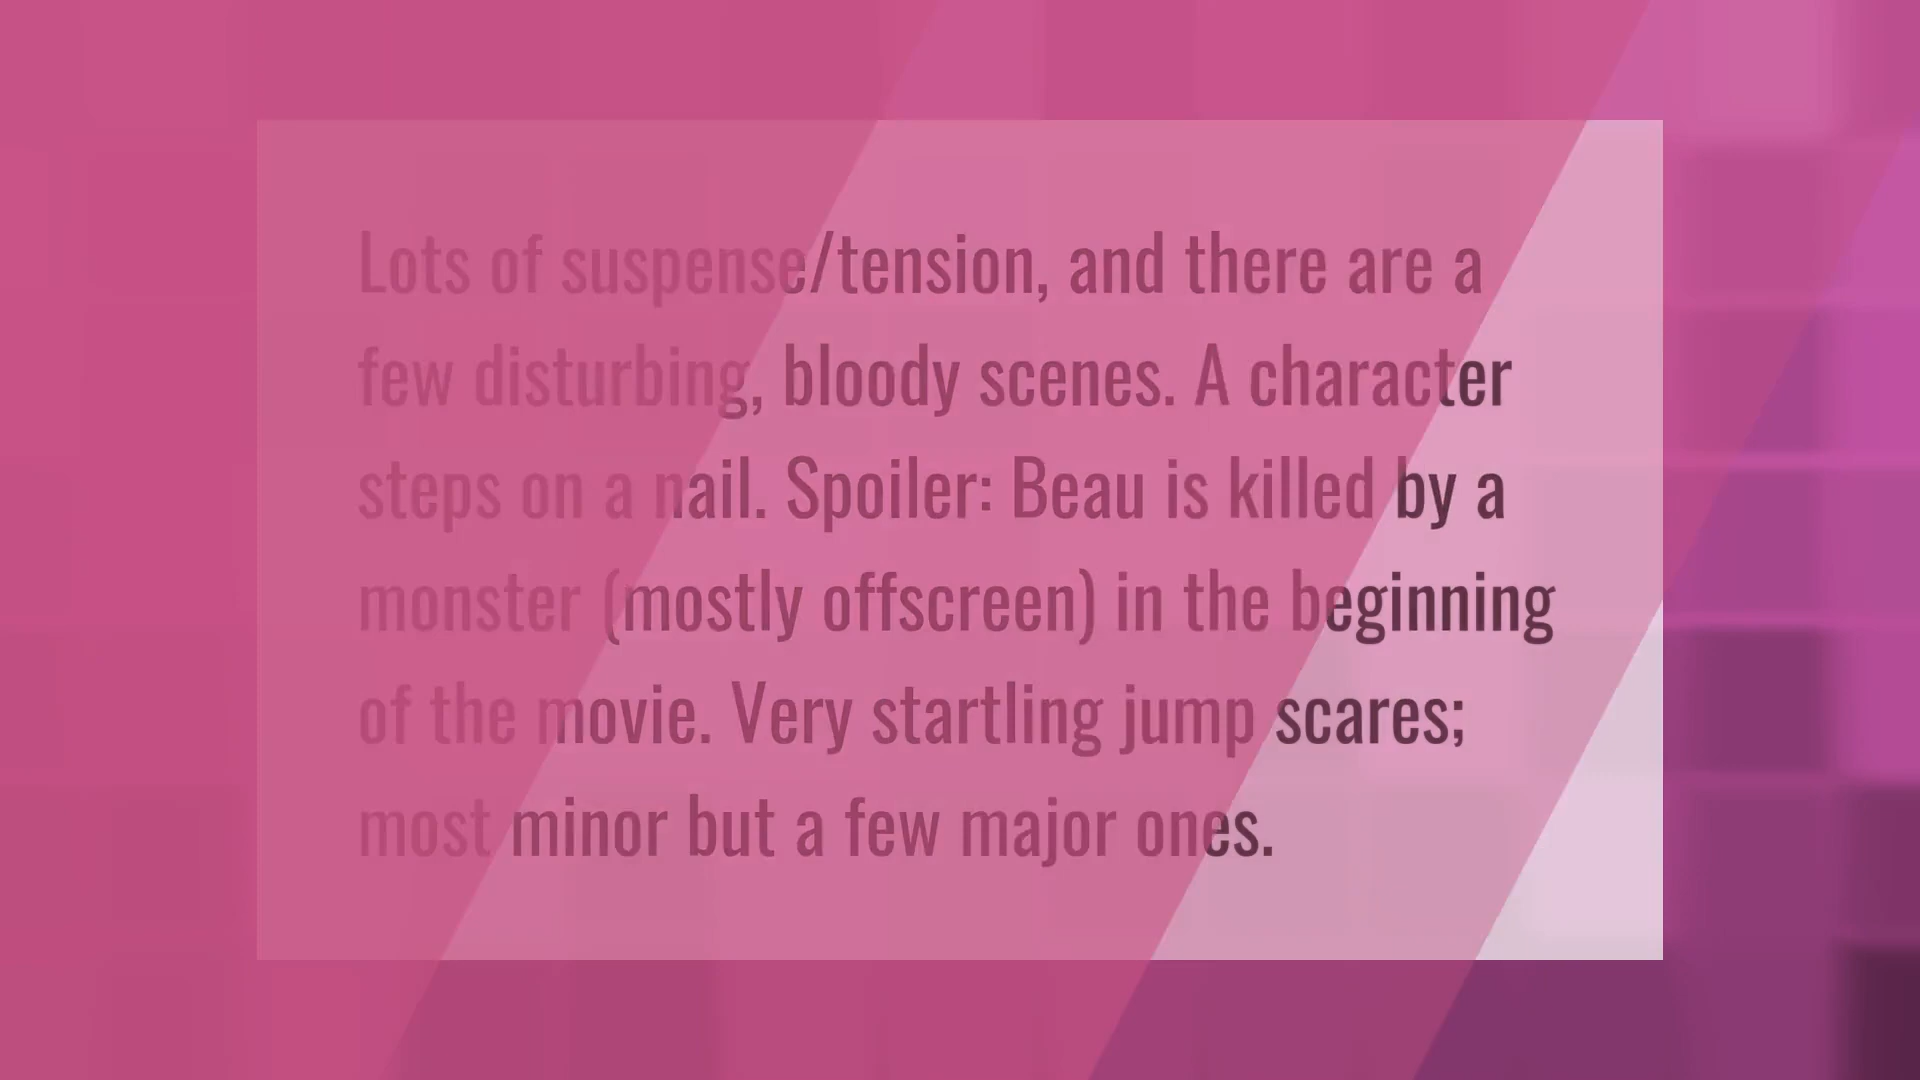 Lots of suspense/tension, and there are a
few disturbing, bloody scenes. A character
steps on a nail. Spoiler: Beau is killed by a
monster (mostly offscreen) in the beginning
of the movie. Very startling jump scares;
most minor but a few major ones.